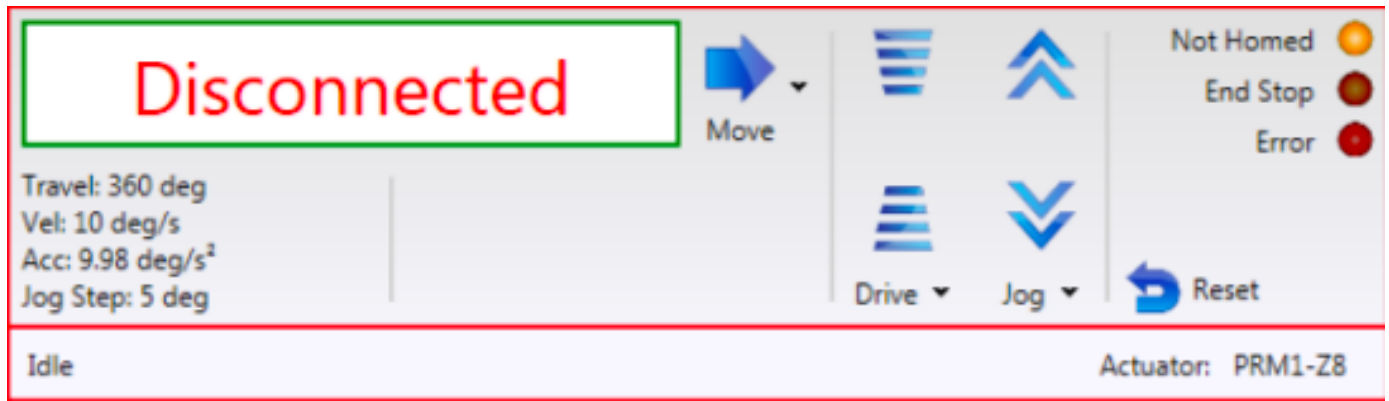 Disconnected
Move
Not Homed
End Stop
Error
Travel: 360 deg
Vel: 10 deg/s
Acc: 9.98 deg/s²
Jog Step: 5 deg
Drive
Jog
Reset
Idle
Actuator: PRM1-Z8